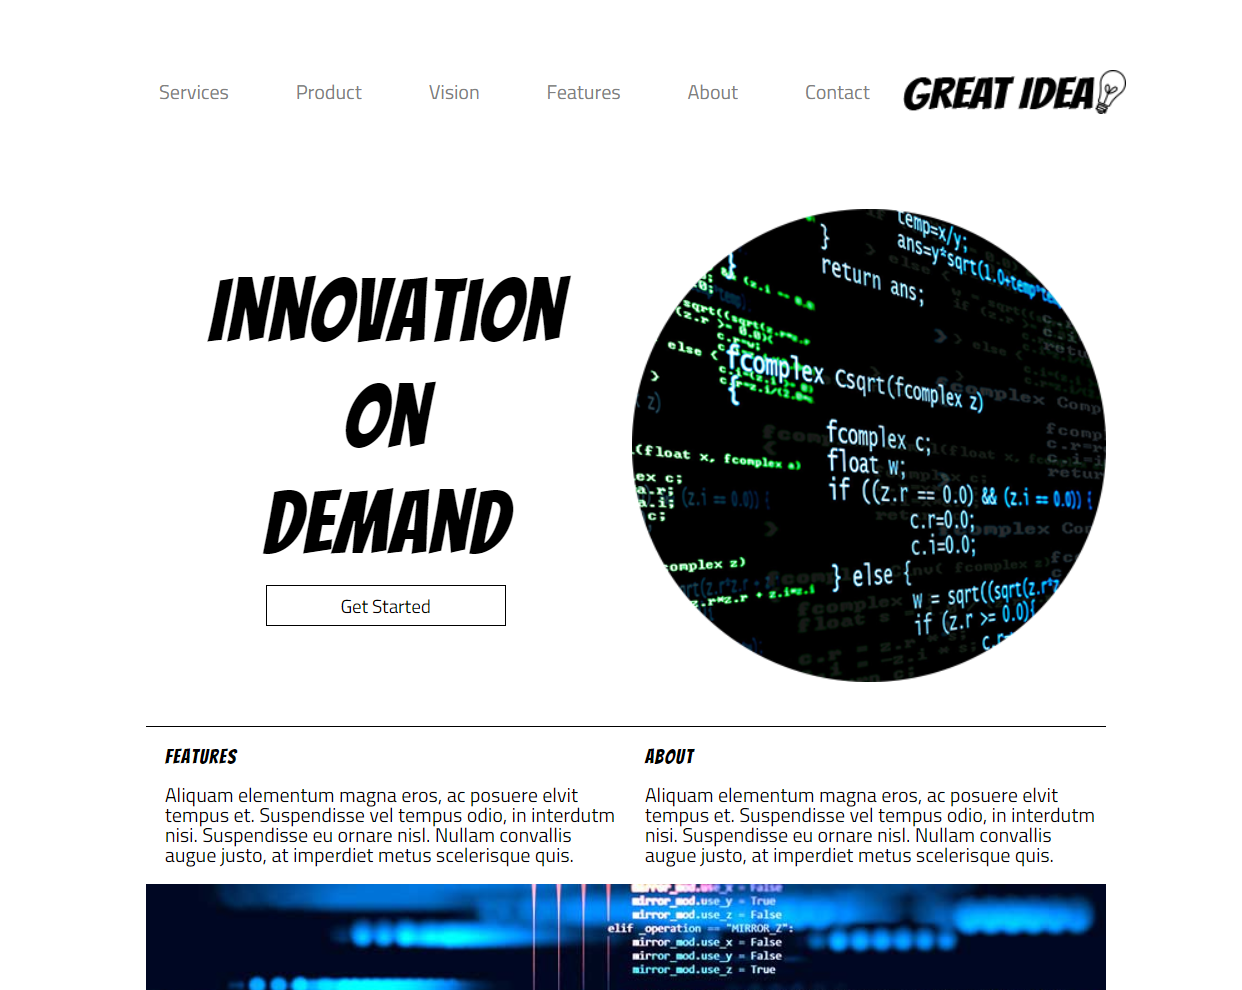 Services Product Vision Features About Contact GREAT IDEA
INNOVATION
ON
DEMAND
Get Started
temp=x/y;
}
ans=y*sqrt(1.0+temp*te
return ans;
else {
fcomplex Csqrt(fcomplex z)
{
fcomplex c;
float w;
if ((z.r == 0.0) && (z.i == 0.0)) {
c.r=0.0;
c.i=0.0;
} else {
w = sqrt((sqrt(z.r*z
if (z.r >= 0.0){
c.r
(float x, fcomplex a)
ex c;
complex z)
z.r*z.r + z.i*z.i
FEATURES
Aliquam elementum magna eros, ac posuere elvit
tempus et. Suspendisse vel tempus odio, in interdutm
nisi. Suspendisse eu ornare nisl. Nullam convallis
augue justo, at imperdiet metus scelerisque quis.
ABOUT
Aliquam elementum magna eros, ac posuere elvit
tempus et. Suspendisse vel tempus odio, in interdutm
nisi. Suspendisse eu ornare nisl. Nullam convallis
augue justo, at imperdiet metus scelerisque quis.
mirror_mod.use_x = False
mirror_mod.use_y = True
mirror_mod.use_z = False
elif _operation == "MIRROR_Z":
mirror_mod.use_x = False
mirror_mod.use_y = False
mirror_mod.use_z = True